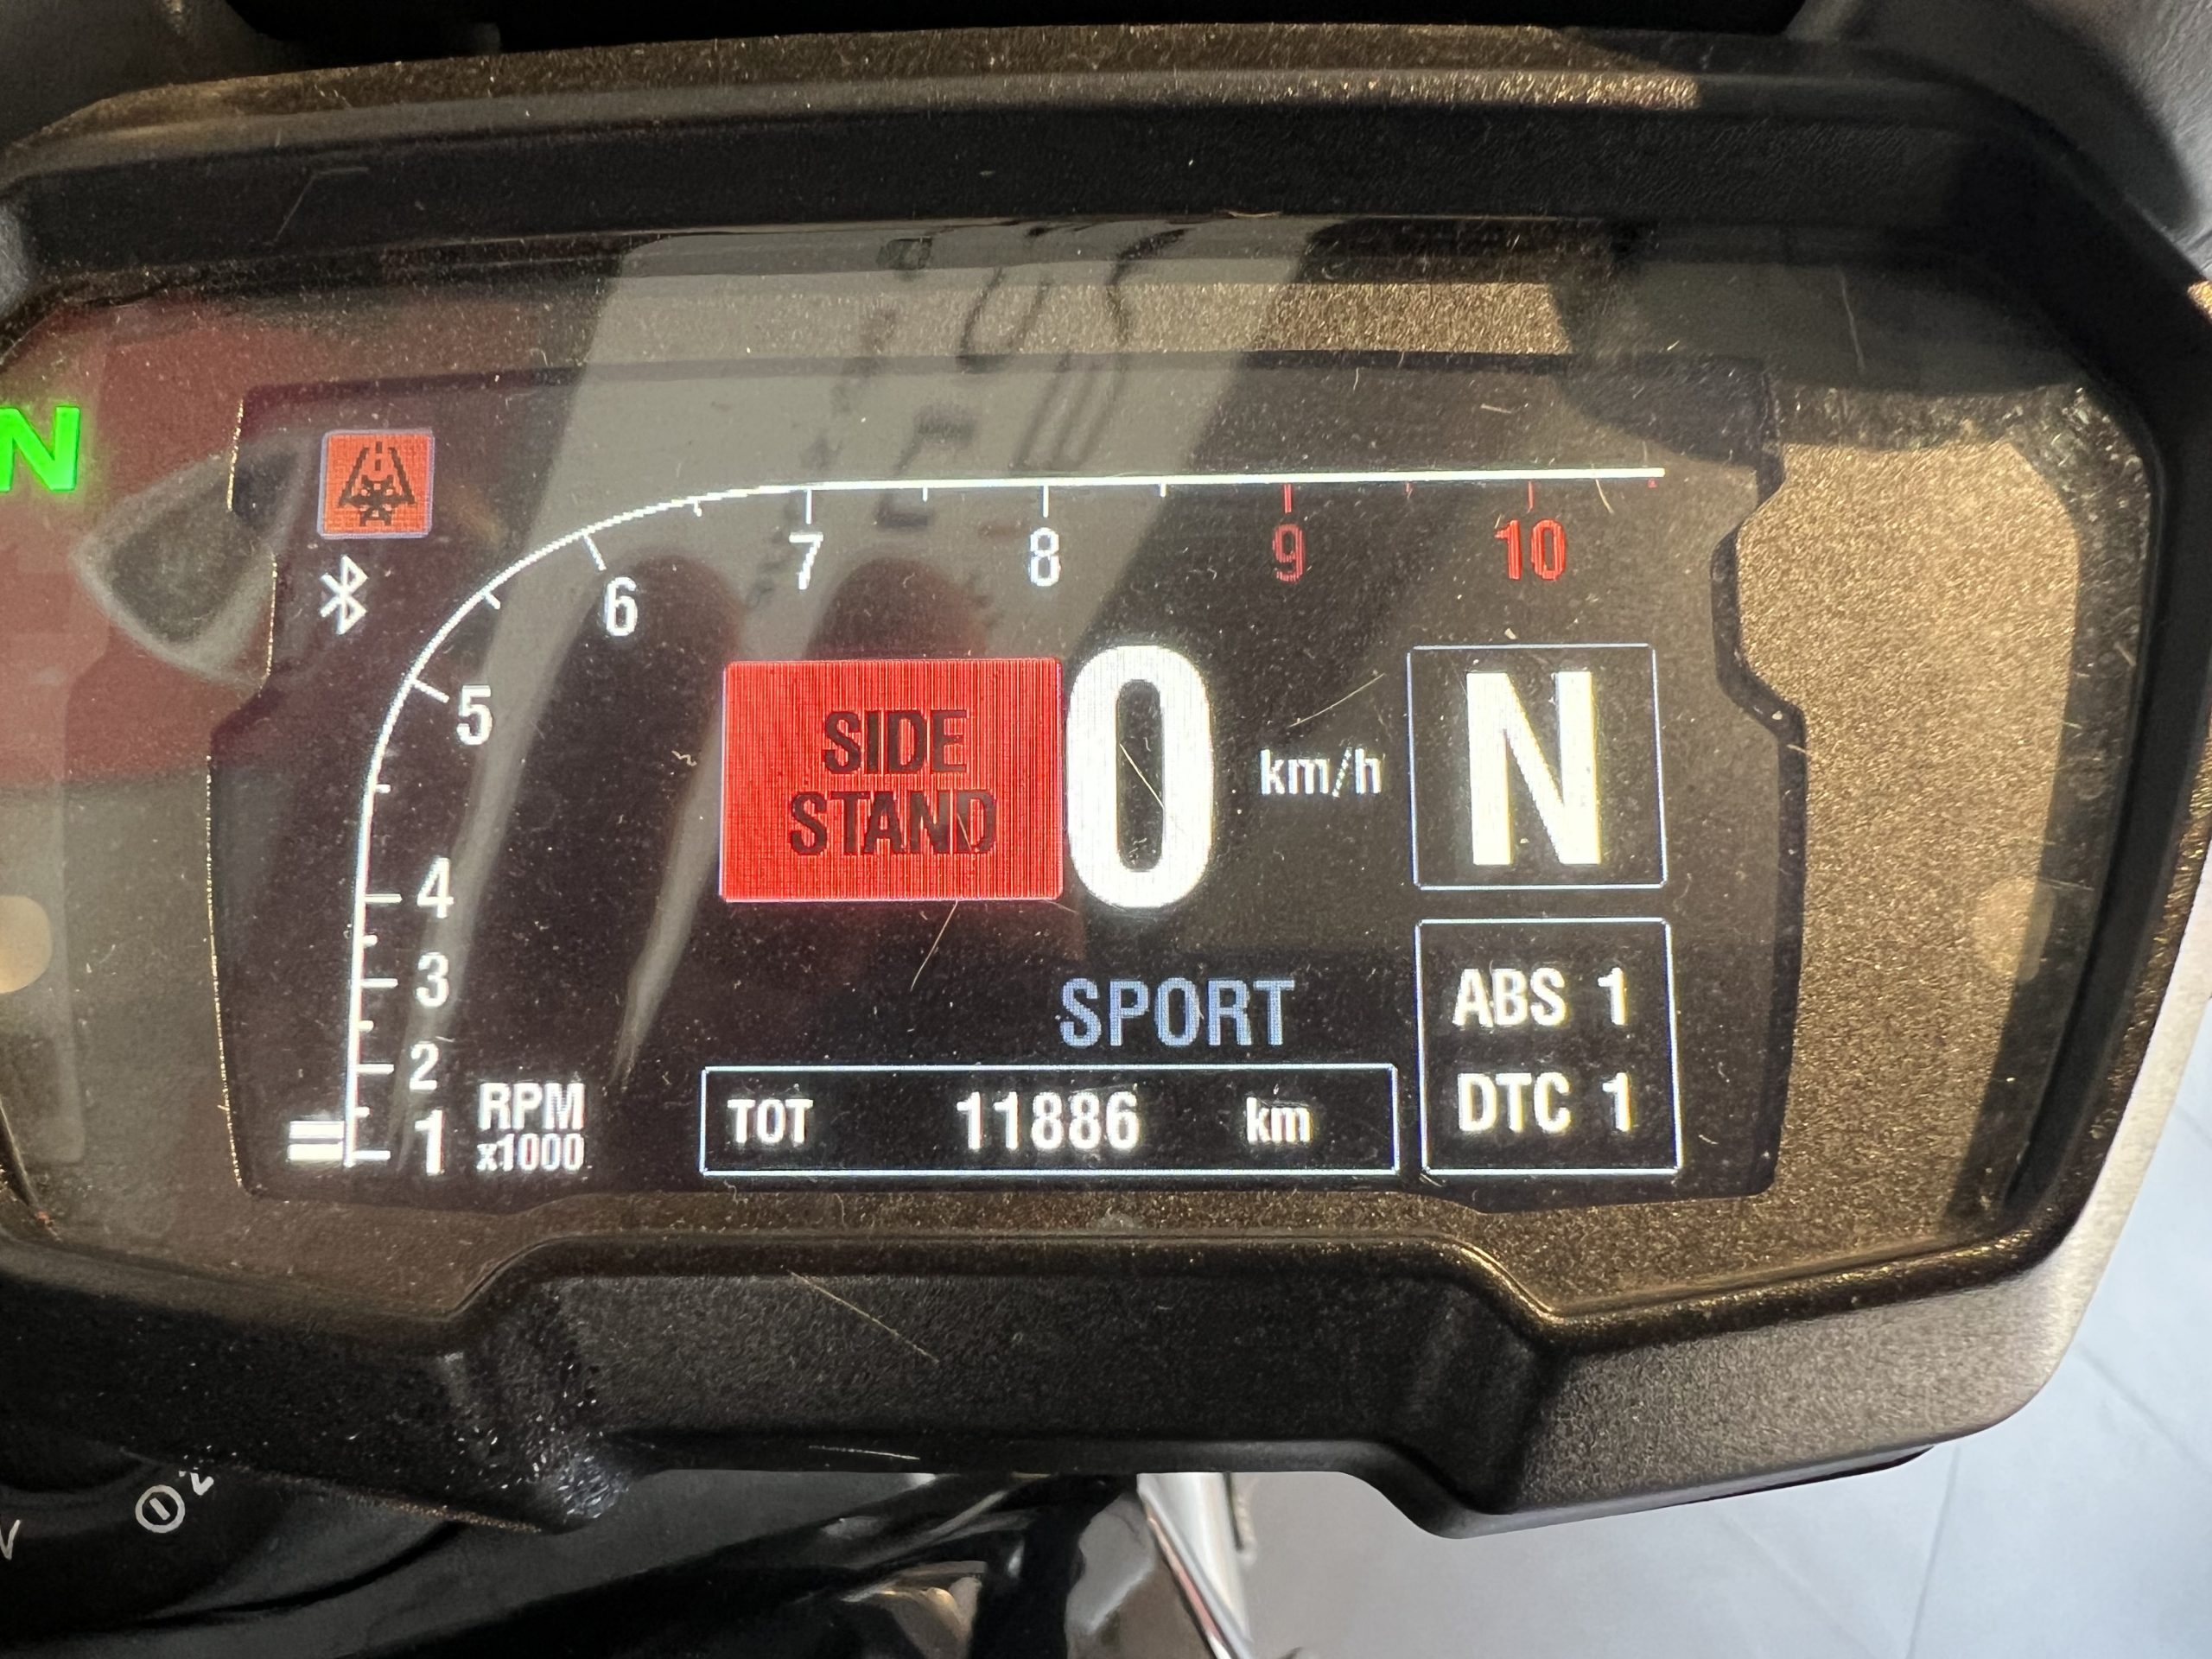 N
7 8 9 10
6
5
SIDE
STAND
0 km/h N
4
3
2
1
RPM
x1000
SPORT
TOT 11886 km
ABS 1
DTC 1